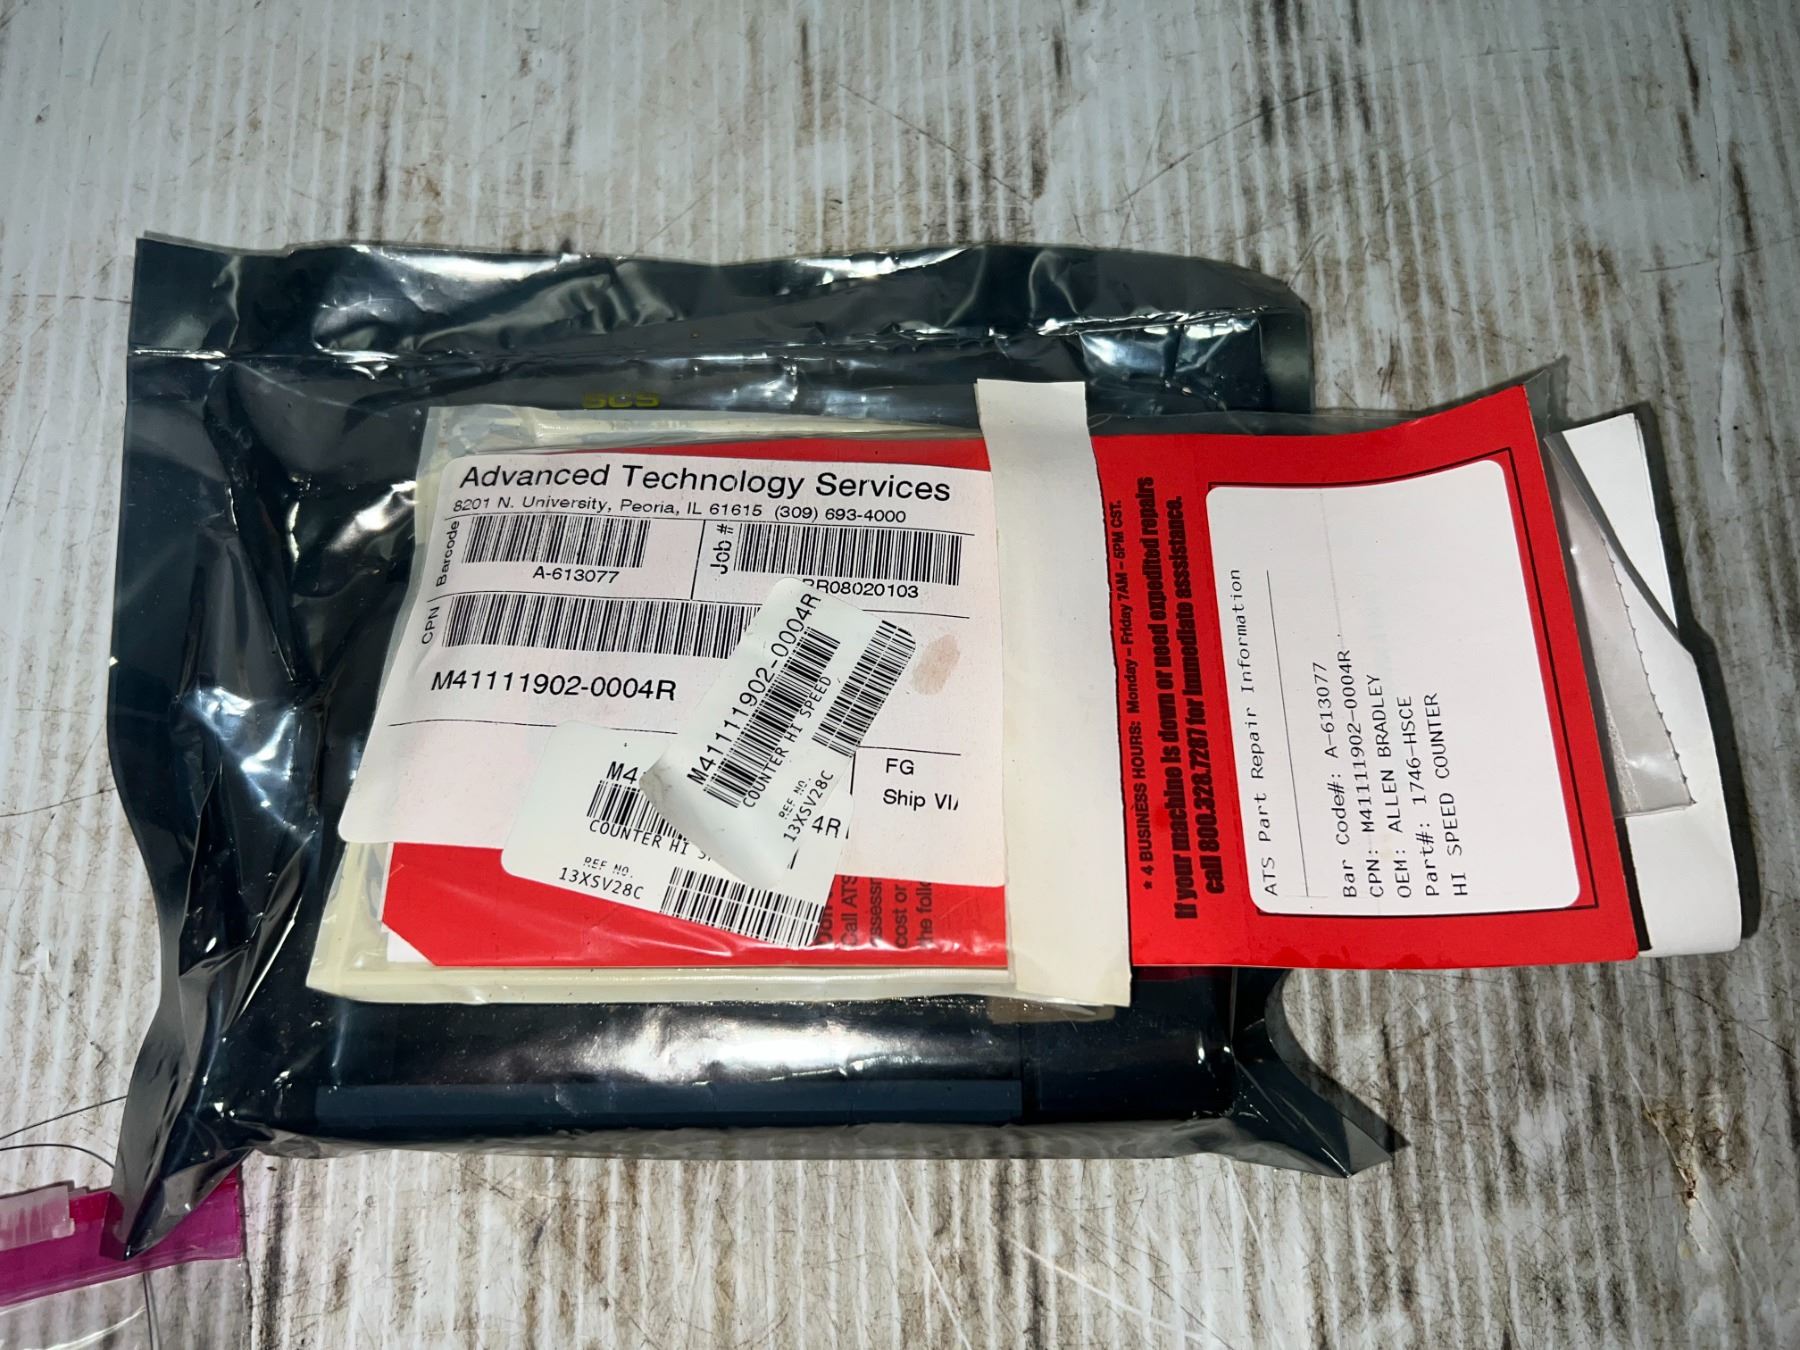 SCS
Advanced Technology Services
8201 N. University, Peoria, IL 61615 (309) 693-4000
Barcode
A-613077
Job #
R08020103
CPN
M41111902-0004R
FG
Ship VIA
M41111902-0004R
COUNTER HI SPEED
REF NO.
13XSV28C
M4
4R
COUNTER HI S
REF NO.
13XSV28C
Call ATS
cost or
the follo
* 4 BUSINESS HOURS: Monday – Friday 7AM – 5PM CST.
If your machine is down or need expedited repairs
call 800.328.7287 for immediate assistance.
ATS Part Repair Information
Bar Code#: A-613077
CPN: M41111902-0004R
OEM: ALLEN BRADLEY
Part#: 1746-HSCE
HI SPEED COUNTER